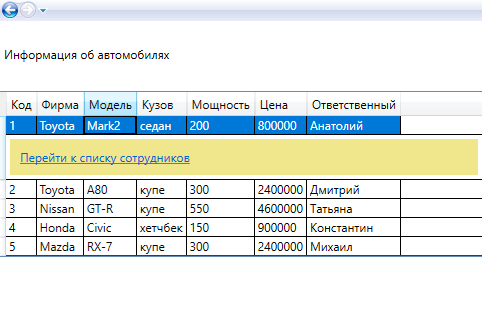 Информация об автомобилях
Код Фирма Модель Кузов Мощность Цена Ответственный
1 Toyota Mark2 седан 200 800000 Анатолий
Перейти к списку сотрудников
2 Toyota A80 купе 300 2400000 Дмитрий
3 Nissan GT-R купе 550 4600000 Татьяна
4 Honda Civic хетчбек 150 900000 Константин
5 Mazda RX-7 купе 300 2400000 Михаил